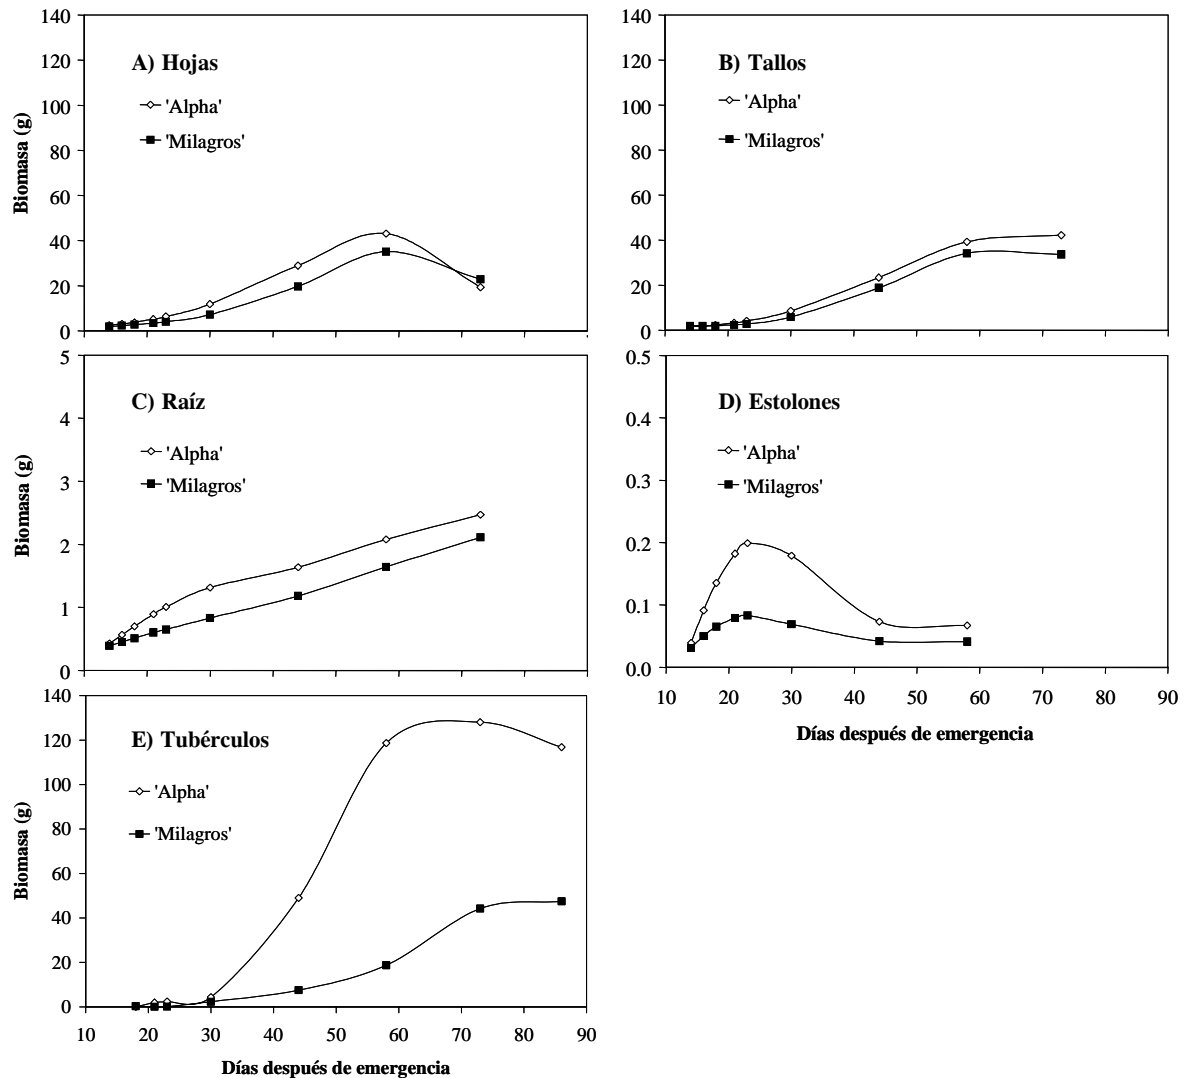 140
120
100
80
60
40
20
0
Biomasa (g)
A) Hojas
'Alpha'
'Milagros'
140
120
100
80
60
40
20
0
B) Tallos
'Alpha'
'Milagros'
5
4
3
2
1
0
Biomasa (g)
C) Raíz
'Alpha'
'Milagros'
0.5
0.4
0.3
0.2
0.1
0.0
D) Estolones
'Alpha'
'Milagros'
10 20 30 40 50 60 70 80 90
Días después de emergencia
140
120
100
80
60
40
20
0
Biomasa (g)
E) Tubérculos
'Alpha'
'Milagros'
10 20 30 40 50 60 70 80 90
Días después de emergencia